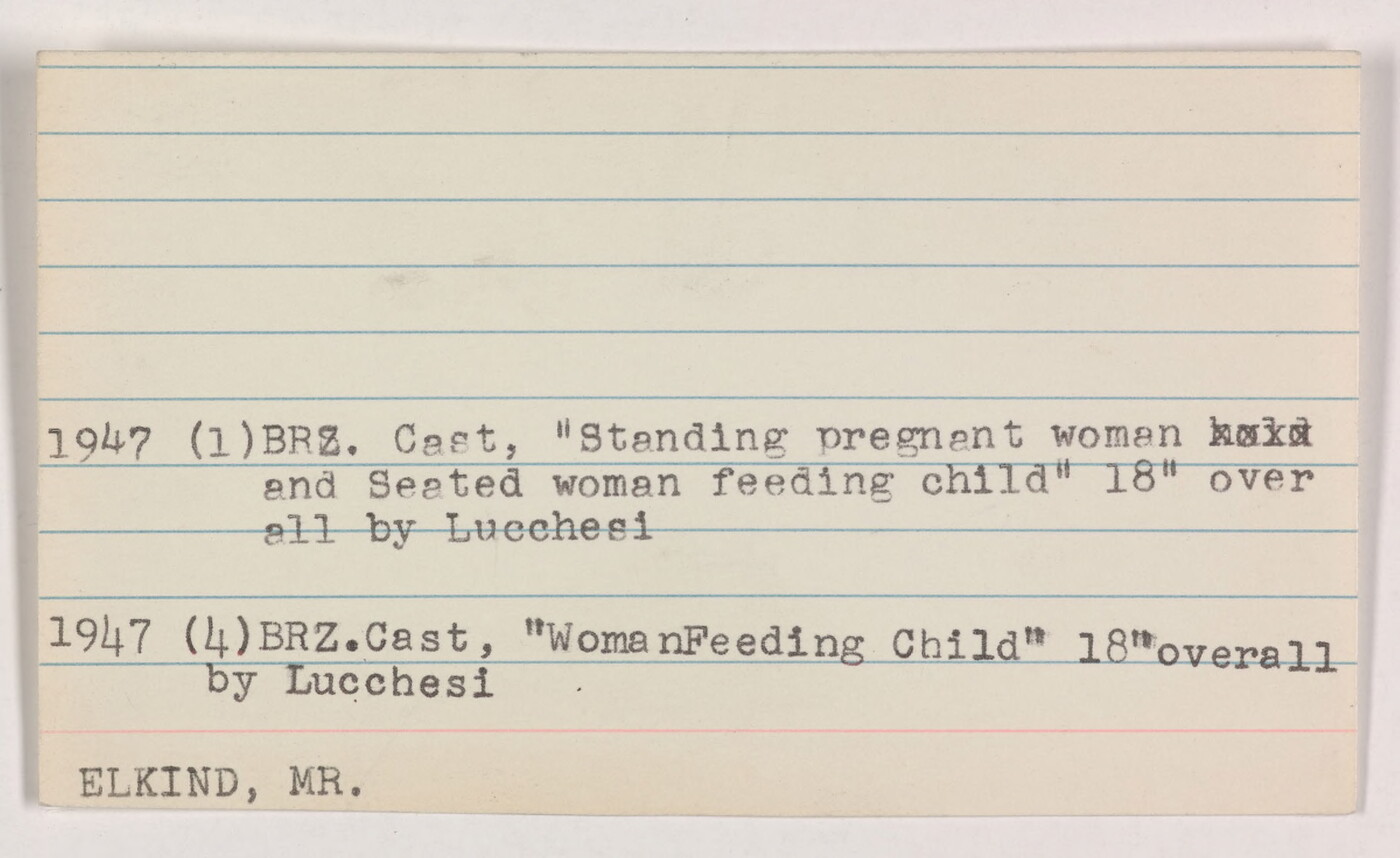 1947 (1)BRZ. Cast, "Standing pregnant woman
and Seated woman feeding child" 18" over
all by Lucchesi
1947 (4)BRZ.Cast, "WomanFeeding Child" 18"overall
by Lucchesi
ELKIND, MR.